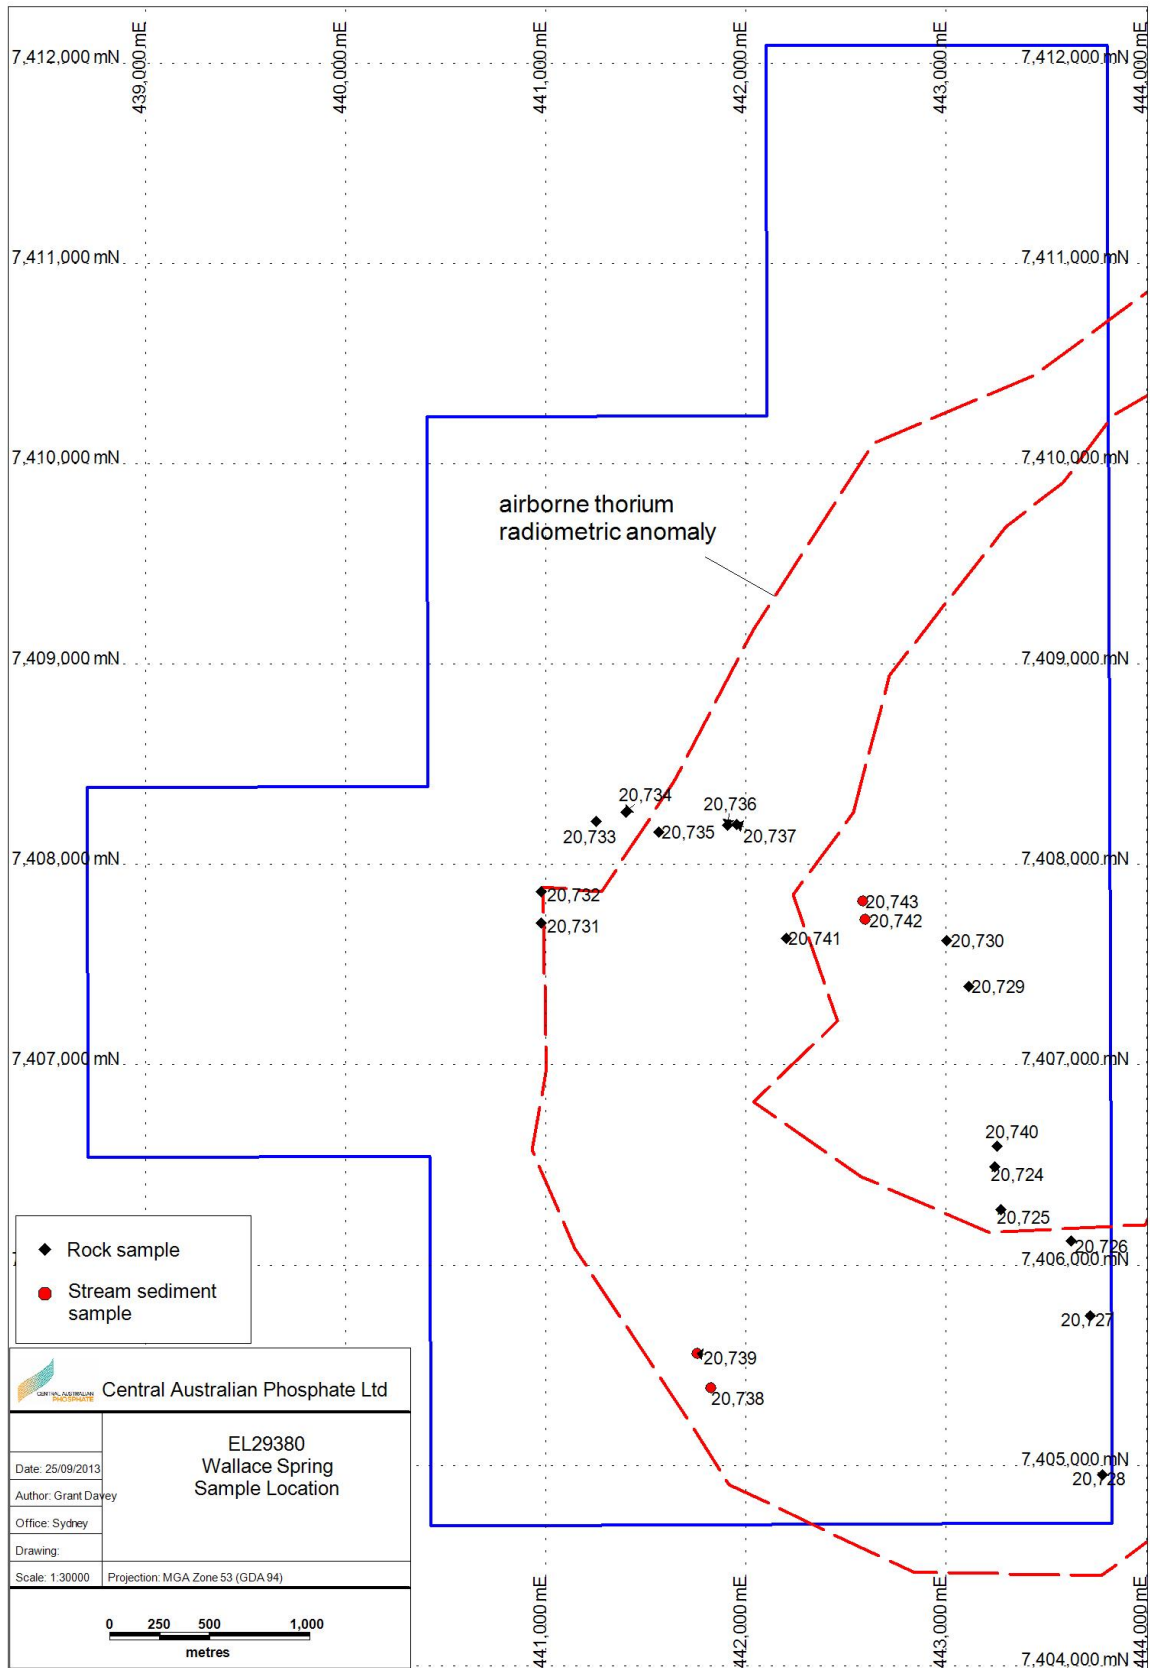 439,000 mE
440,000 mE
441,000 mE
442,000 mE
443,000 mE
444,000 mE
7,412,000 mN
7,412,000 mN
7,411,000 mN
7,411,000 mN
7,410,000 mN
7,410,000 mN
airborne thorium
radiometric anomaly
7,409,000 mN
7,409,000 mN
20,734
20,736
20,733
20,735
20,737
7,408,000 mN
7,408,000 mN
20,732
20,743
20,742
20,731
20,741
20,730
20,729
7,407,000 mN
7,407,000 mN
20,740
20,724
20,725
20,726
7,406,000 mN
20,727
20,739
20,738
7,405,000 mN
20,728
Rock sample
Stream sediment
sample
CENTRAL AUSTRALIAN
PHOSPHATE
Central Australian Phosphate Ltd
EL29380
Wallace Spring
Sample Location
Date: 25/09/2013
Author: Grant Davey
Office: Sydney
Drawing:
Scale: 1:30000
Projection: MGA Zone 53 (GDA 94)
0 250 500 1,000
metres
441,000 mE
442,000 mE
443,000 mE
444,000 mE
7,404,000 mN